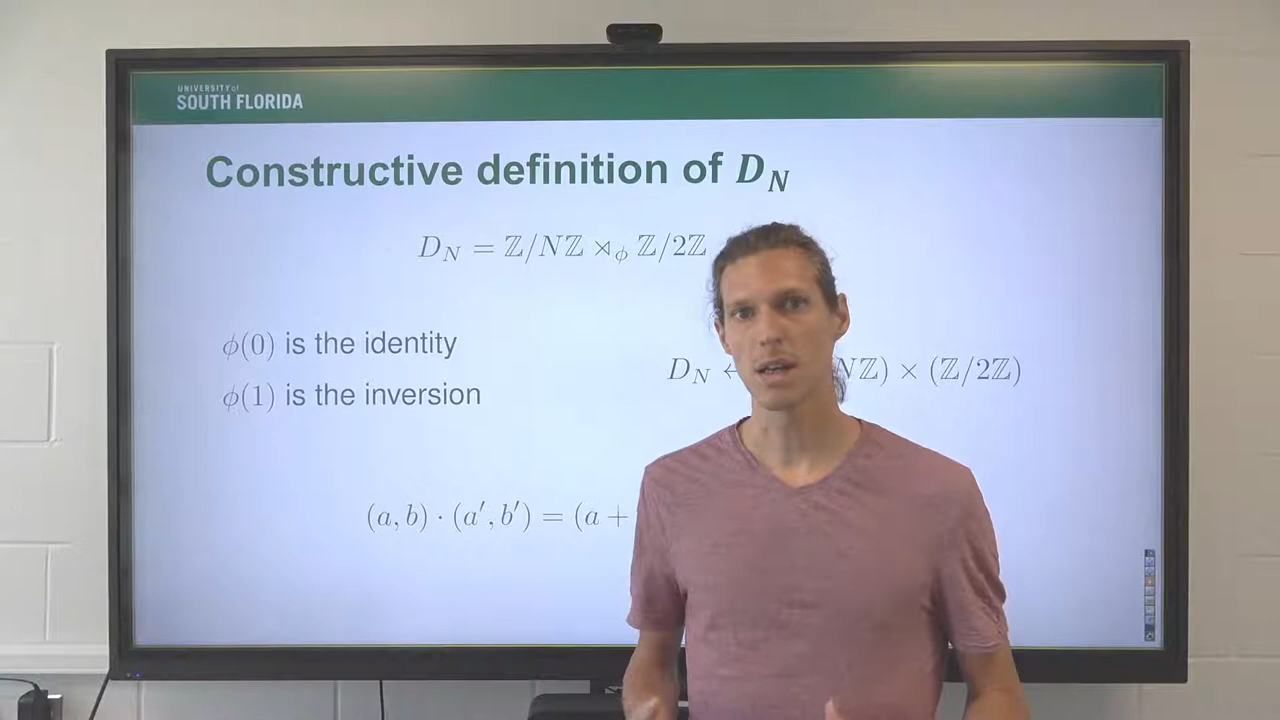 UNIVERSITY of
SOUTH FLORIDA
Constructive definition of D_N
D_N = ℤ/Nℤ ⋊_ϕ ℤ/2ℤ
ϕ(0) is the identity
ϕ(1) is the inversion
D_N ← Nℤ) × (ℤ/2ℤ)
(a, b) · (a′, b′) = (a +